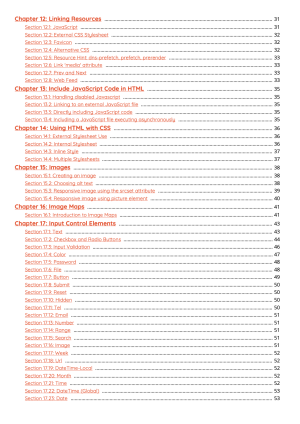 Chapter 12: Linking Resources 31
Section 12.1: JavaScript 31
Section 12.2: External CSS Stylesheet 32
Section 12.3: Favicon 32
Section 12.4: Alternative CSS 32
Section 12.5: Resource Hint: dns-prefetch, prefetch, prerender 33
Section 12.6: Link 'media' attribute 33
Section 12.7: Prev and Next 33
Section 12.8: Web Feed 33
Chapter 13: Include JavaScript Code in HTML 35
Section 13.1: Handling disabled Javascript 35
Section 13.2: Linking to an external JavaScript file 35
Section 13.3: Directly including JavaScript code 35
Section 13.4: Including a JavaScript file executing asynchronously 35
Chapter 14: Using HTML with CSS 36
Section 14.1: External Stylesheet Use 36
Section 14.2: Internal Stylesheet 36
Section 14.3: Inline Style 37
Section 14.4: Multiple Stylesheets 37
Chapter 15: Images 38
Section 15.1: Creating an image 38
Section 15.2: Choosing alt text 38
Section 15.3: Responsive image using the srcset attribute 39
Section 15.4: Responsive image using picture element 40
Chapter 16: Image Maps 41
Section 16.1: Introduction to Image Maps 41
Chapter 17: Input Control Elements 43
Section 17.1: Text 43
Section 17.2: Checkbox and Radio Buttons 44
Section 17.3: Input Validation 46
Section 17.4: Color 47
Section 17.5: Password 48
Section 17.6: File 48
Section 17.7: Button 49
Section 17.8: Submit 50
Section 17.9: Reset 50
Section 17.10: Hidden 50
Section 17.11: Tel 50
Section 17.12: Email 51
Section 17.13: Number 51
Section 17.14: Range 51
Section 17.15: Search 51
Section 17.16: Image 51
Section 17.17: Week 52
Section 17.18: Url 52
Section 17.19: DateTime-Local 52
Section 17.20: Month 52
Section 17.21: Time 52
Section 17.22: DateTime (Global) 53
Section 17.23: Date 53